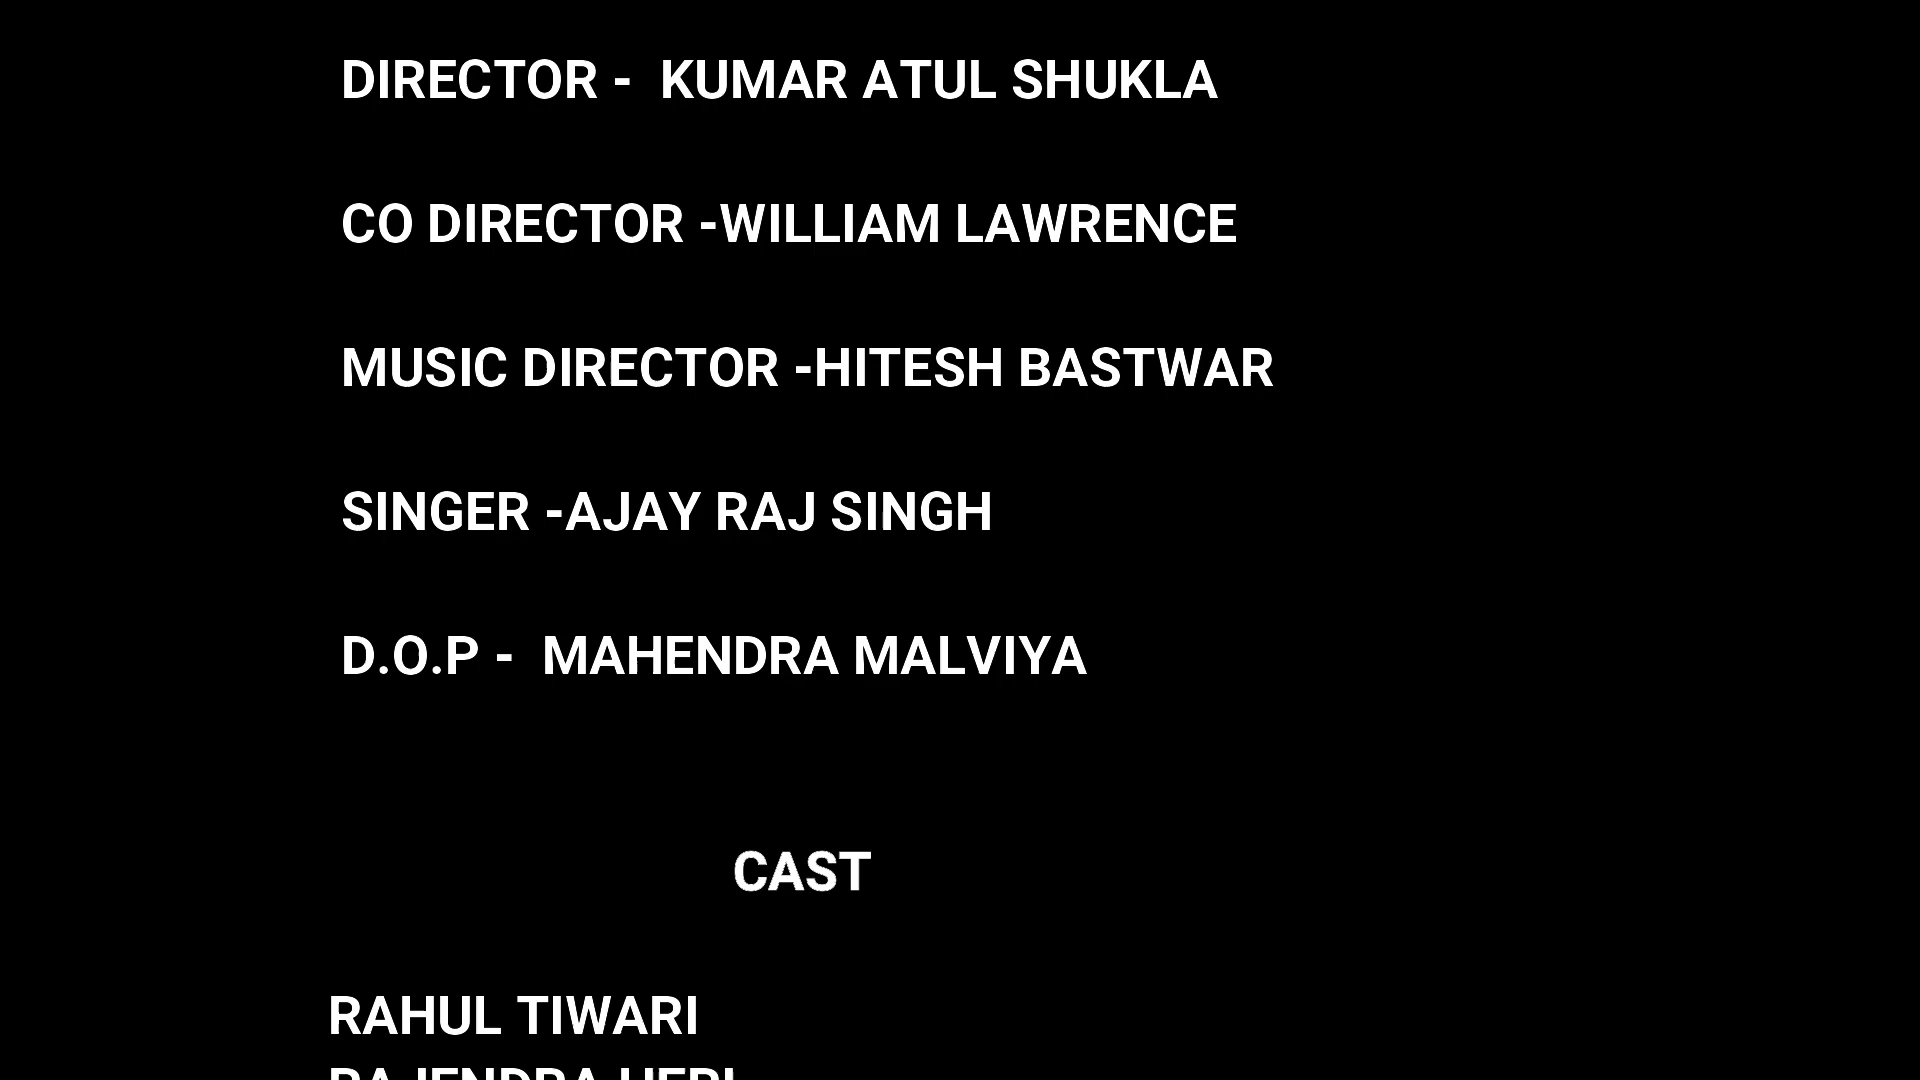 DIRECTOR -  KUMAR ATUL SHUKLA
CO DIRECTOR -WILLIAM LAWRENCE
MUSIC DIRECTOR -HITESH BASTWAR
SINGER -AJAY RAJ SINGH
D.O.P -  MAHENDRA MALVIYA
CAST
RAHUL TIWARI
RAJENDRA